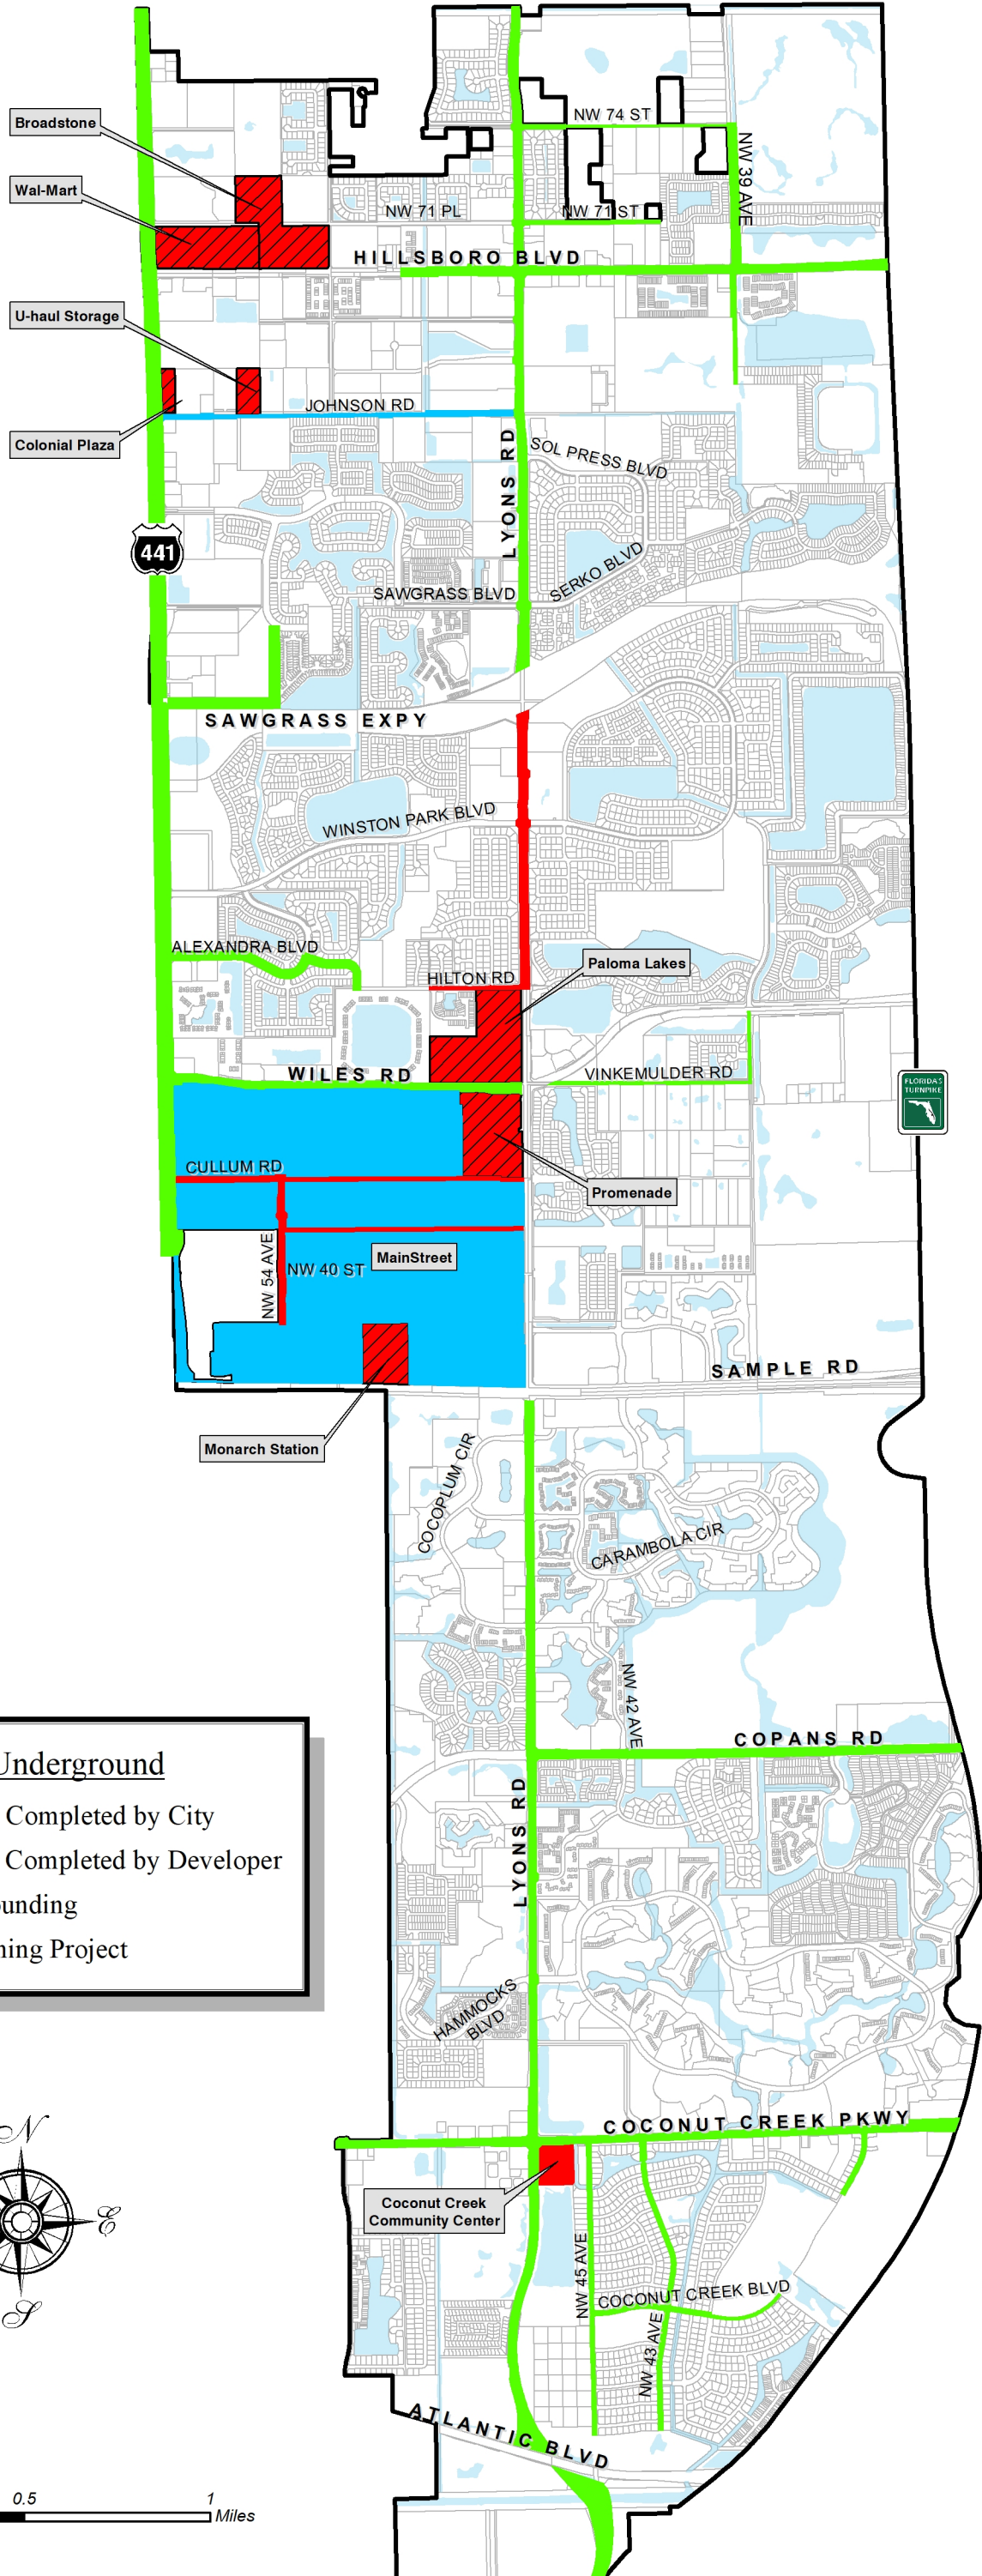 Broadstone
NW 74 ST
NW 39 AVE
Wal-Mart
NW 71 PL
NW 71 ST
HILLSBORO BLVD
U-haul Storage
JOHNSON RD
Colonial Plaza
LYONS RD
SOL PRESS BLVD
441
SERKO BLVD
SAWGRASS BLVD
SAWGRASS EXPY
WINSTON PARK BLVD
ALEXANDRA BLVD
Paloma Lakes
HILTON RD
WILES RD
VINKEMULDER RD
FLORIDA'S
TURNPIKE
CULLUM RD
Promenade
NW 54 AVE
MainStreet
NW 40 ST
SAMPLE RD
Monarch Station
COCOPLUM CIR
CARAMBOLA CIR
NW 42 AVE
Underground
Completed by City
Completed by Developer
ounding
ning Project
COPANS RD
LYONS RD
HAMMOCKS
BLVD
N
E
S
COCONUT CREEK PKWY
Coconut Creek
Community Center
NW 45 AVE
COCONUT CREEK BLVD
NW 43 AVE
ATLANTIC BLVD
0.5 1
Miles